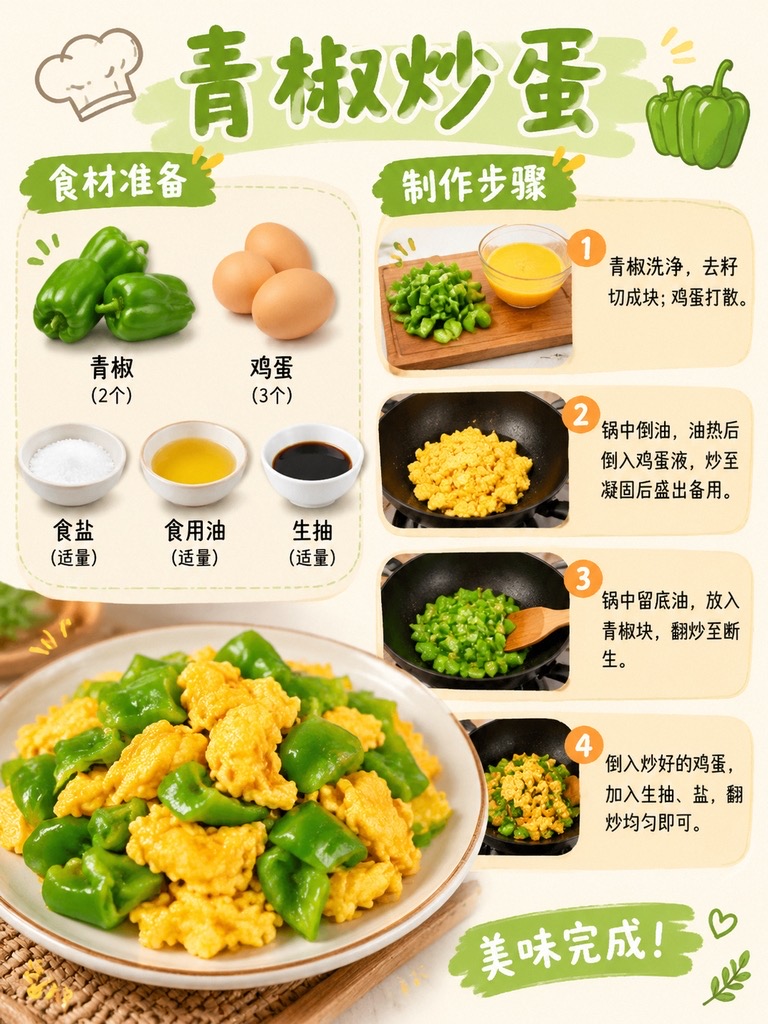 青椒炒蛋
食材准备
青椒
(2个)
鸡蛋
(3个)
食盐
(适量)
食用油
(适量)
生抽
(适量)
制作步骤
1
青椒洗净，去籽
切成块；鸡蛋打散。
2
锅中倒油，油热后
倒入鸡蛋液，炒至
凝固后盛出备用。
3
锅中留底油，放入
青椒块，翻炒至断
生。
4
倒入炒好的鸡蛋，
加入生抽、盐，翻
炒均匀即可。
美味完成！